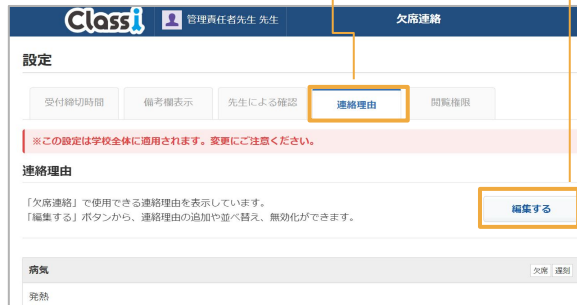 Classi 管理責任者先生 先生 欠席連絡
設定
受付締切時間 備考欄表示 先生による確認 連絡理由 閲覧権限
※この設定は学校全体に適用されます。変更にご注意ください。
連絡理由
「欠席連絡」で使用できる連絡理由を表示しています。
「編集する」ボタンから、連絡理由の追加や並べ替え、無効化ができます。
編集する
病気 欠席 遅刻
発熱